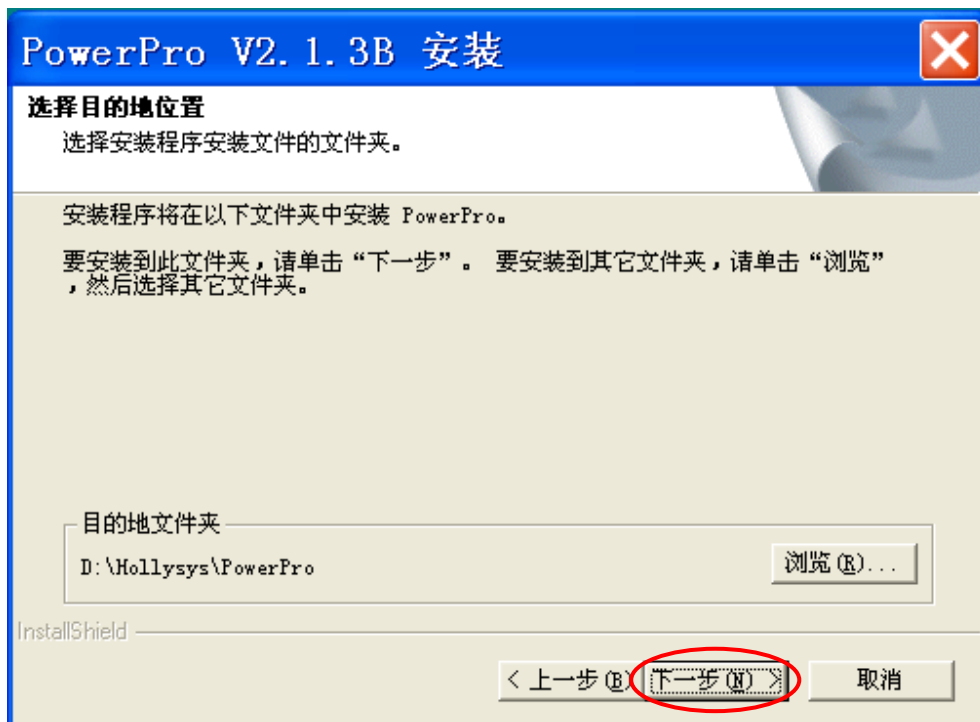 PowerPro V2.1.3B 安装
选择目的地位置
选择安装程序安装文件的文件夹。
安装程序将在以下文件夹中安装 PowerPro。
要安装到此文件夹，请单击“下一步”。 要安装到其它文件夹，请单击“浏览”
，然后选择其它文件夹。
目的地文件夹
D:\Hollysys\PowerPro
浏览(R)...
InstallShield
< 上一步(B) 下一步(N) > 取消